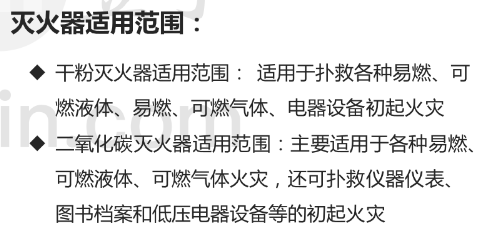 灭火器适用范围：
◆ 干粉灭火器适用范围： 适用于扑救各种易燃、可
燃液体、易燃、可燃气体、电器设备初起火灾
◆ 二氧化碳灭火器适用范围：主要适用于各种易燃、
可燃液体、可燃气体火灾，还可扑救仪器仪表、
图书档案和低压电器设备等的初起火灾
in.com